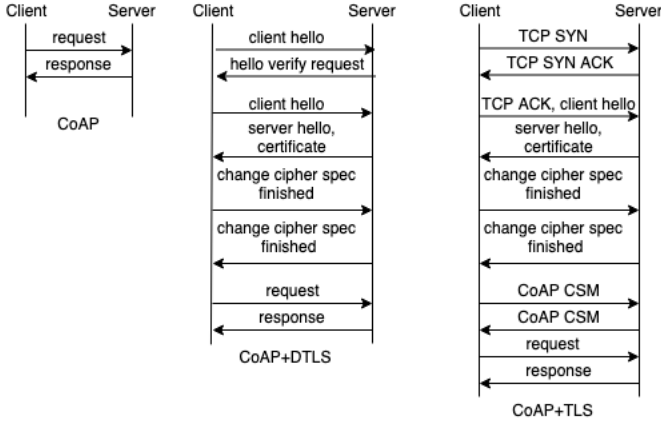 Client Server
request
response
CoAP
Client Server
client hello
hello verify request
client hello
server hello,
certificate
change cipher spec
finished
change cipher spec
finished
request
response
CoAP+DTLS
Client Server
TCP SYN
TCP SYN ACK
TCP ACK, client hello
server hello,
certificate
change cipher spec
finished
change cipher spec
finished
CoAP CSM
CoAP CSM
request
response
CoAP+TLS